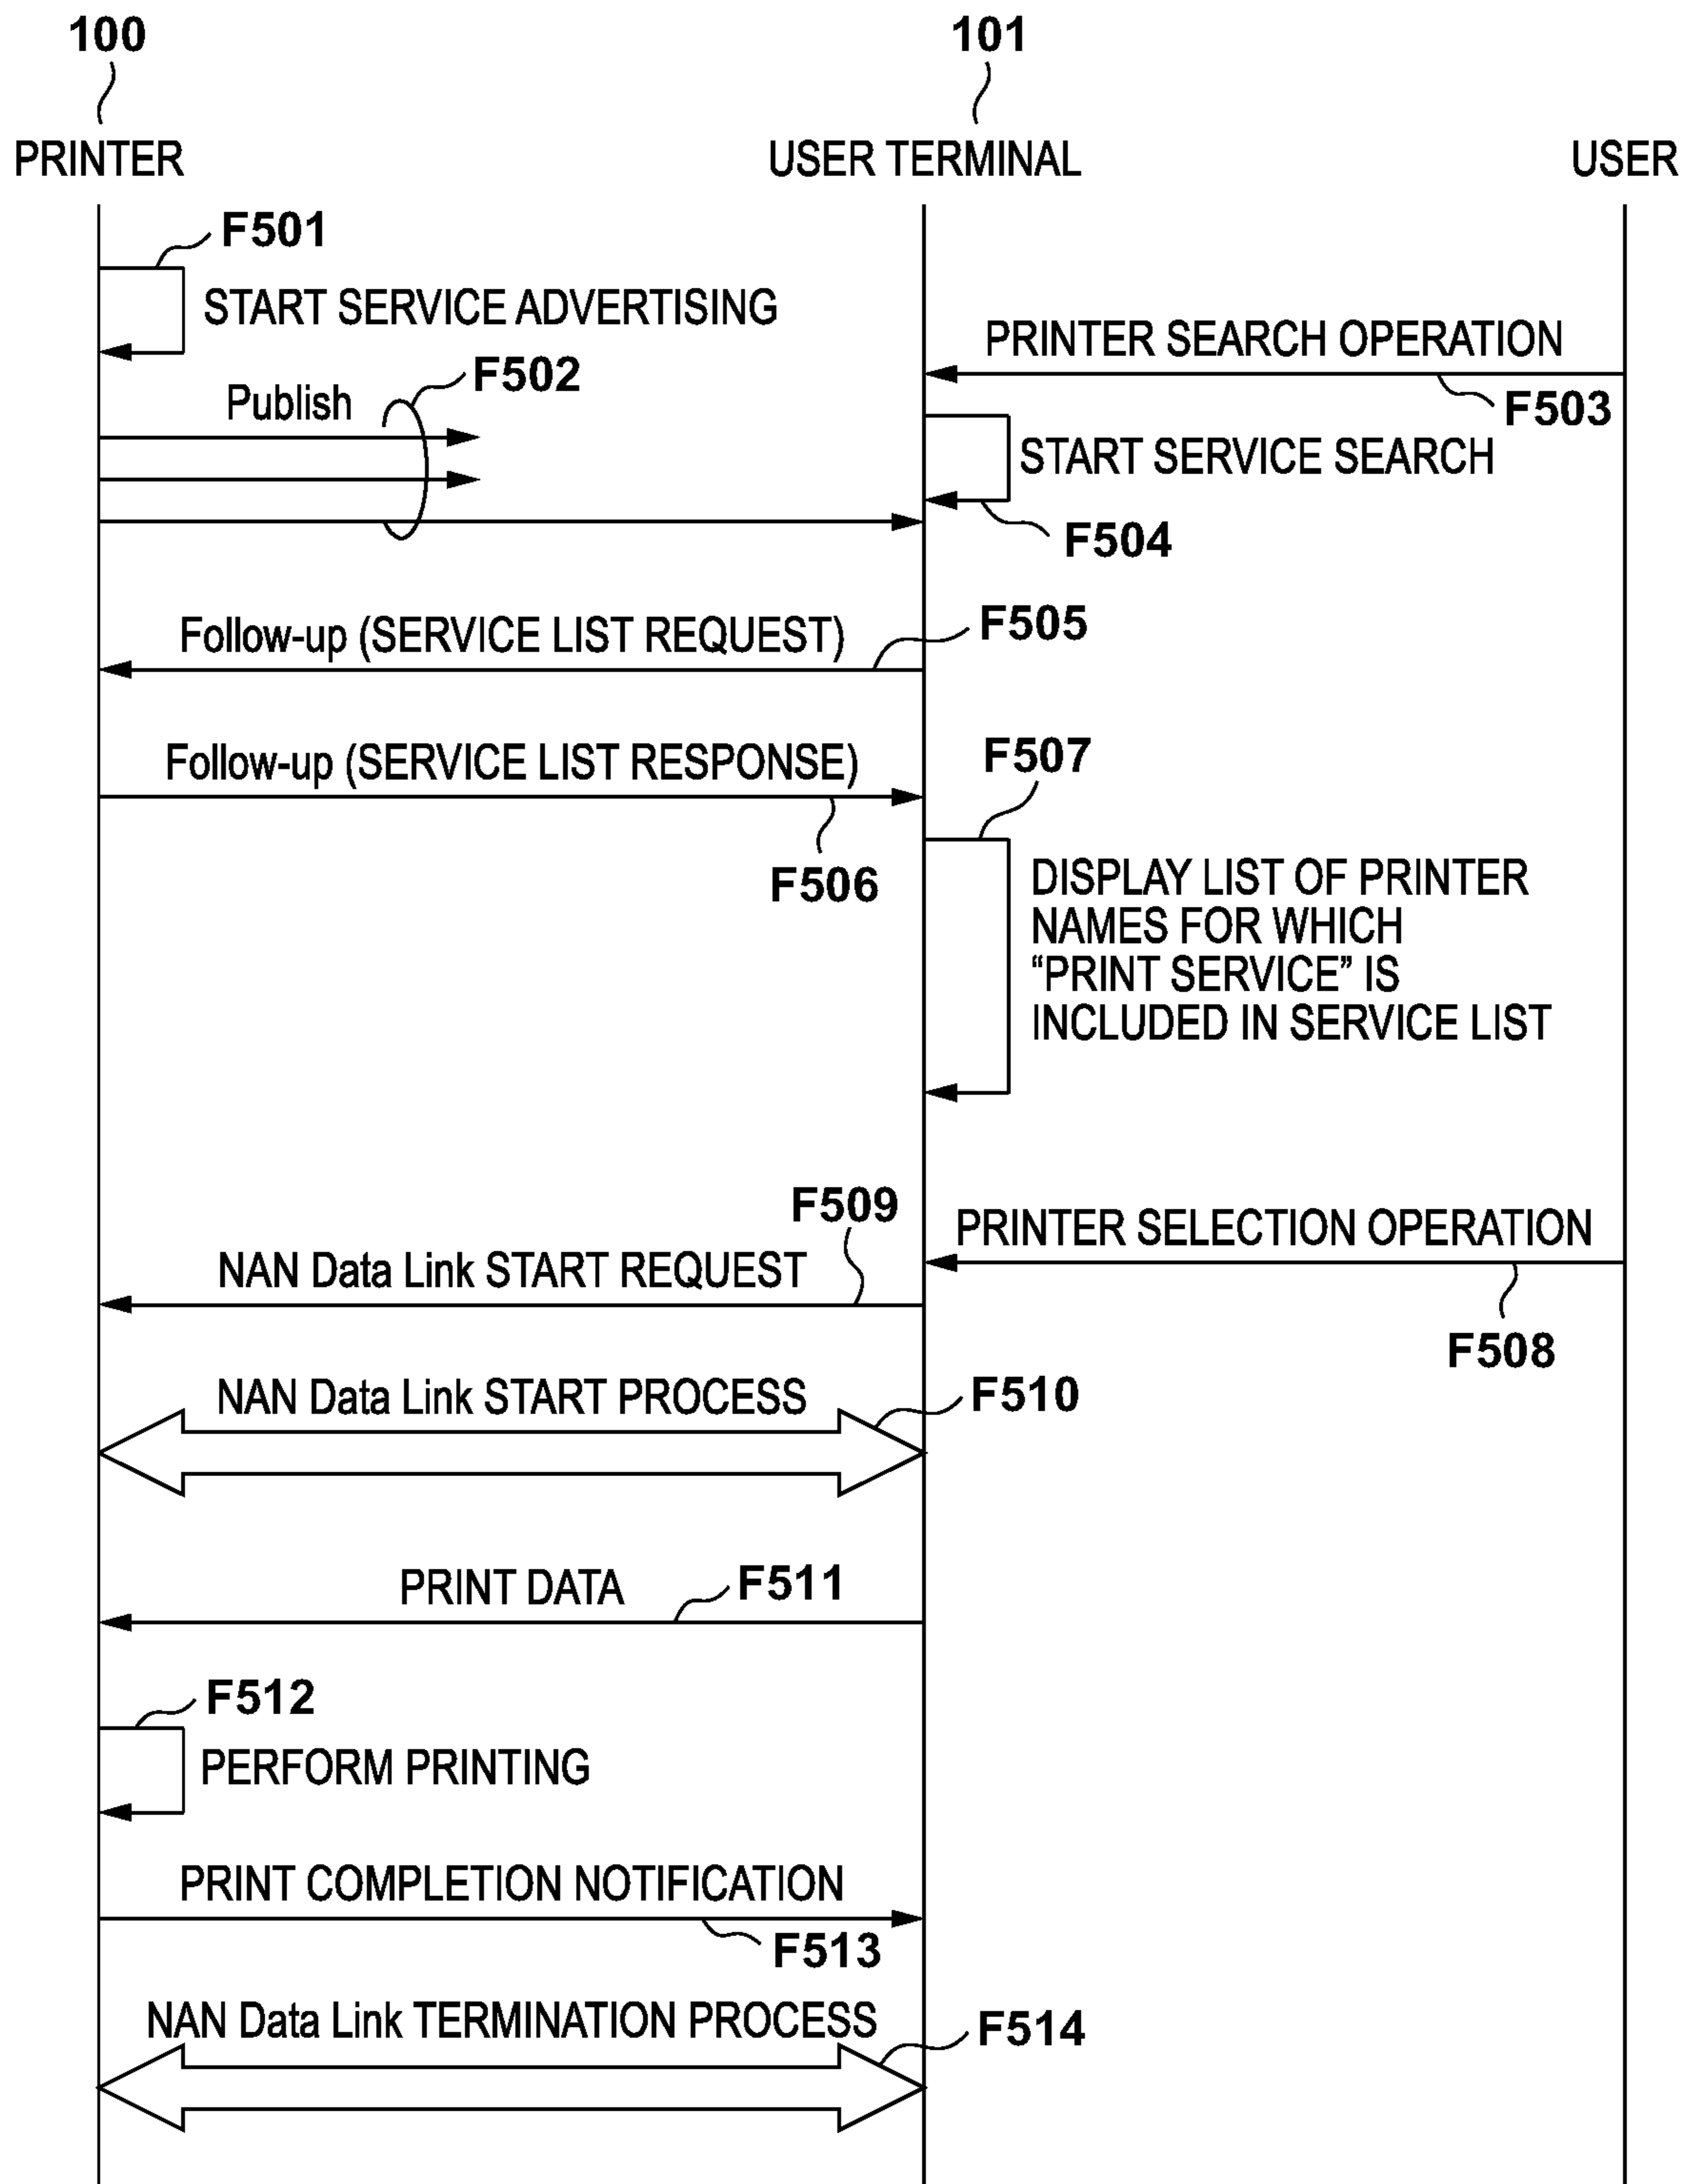 100
101
PRINTER
USER TERMINAL
USER
F501
START SERVICE ADVERTISING
PRINTER SEARCH OPERATION
F502
Publish
F503
START SERVICE SEARCH
F504
Follow-up (SERVICE LIST REQUEST)
F505
Follow-up (SERVICE LIST RESPONSE)
F507
F506
DISPLAY LIST OF PRINTER
NAMES FOR WHICH
“PRINT SERVICE” IS
INCLUDED IN SERVICE LIST
F509
PRINTER SELECTION OPERATION
NAN Data Link START REQUEST
F508
NAN Data Link START PROCESS
F510
PRINT DATA
F511
F512
PERFORM PRINTING
PRINT COMPLETION NOTIFICATION
F513
NAN Data Link TERMINATION PROCESS
F514